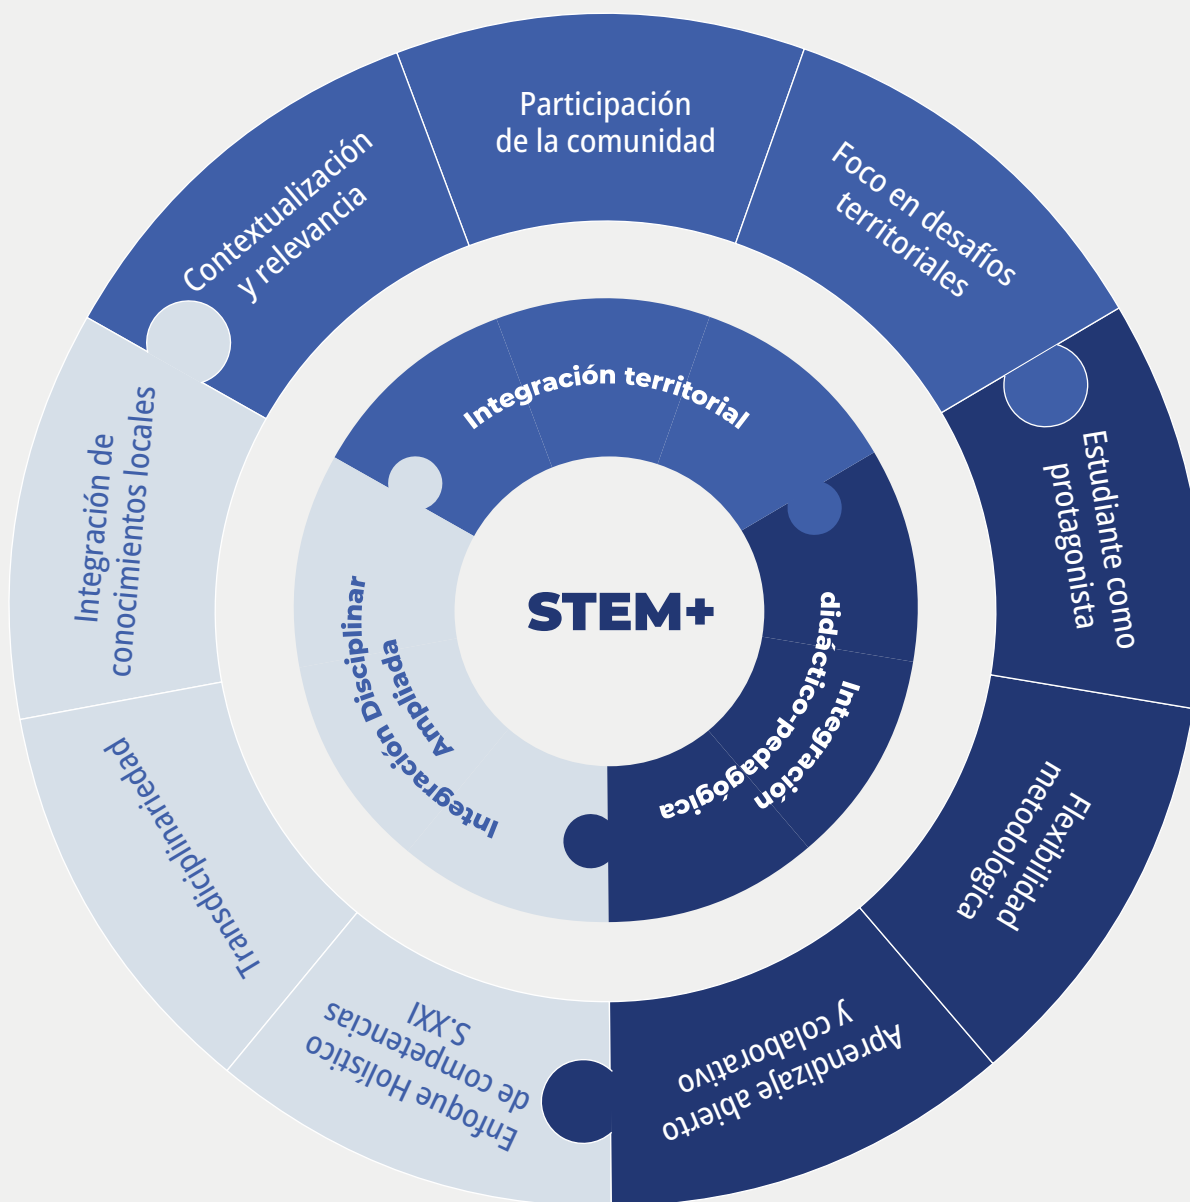 Participación
de la comunidad
Foco en desafíos
territoriales
Estudiante como
protagonista
Flexibilidad
metodológica
Aprendizaje abierto
y colaborativo
Enfoque Holístico
de competencias
S.XXI
Transdiciplinariedad
Integración de
conocimientos locales
Contextualización
y relevancia
Integración territorial
Integración
didáctico-pedagógica
Integración Disciplinar
Ampliada
STEM+